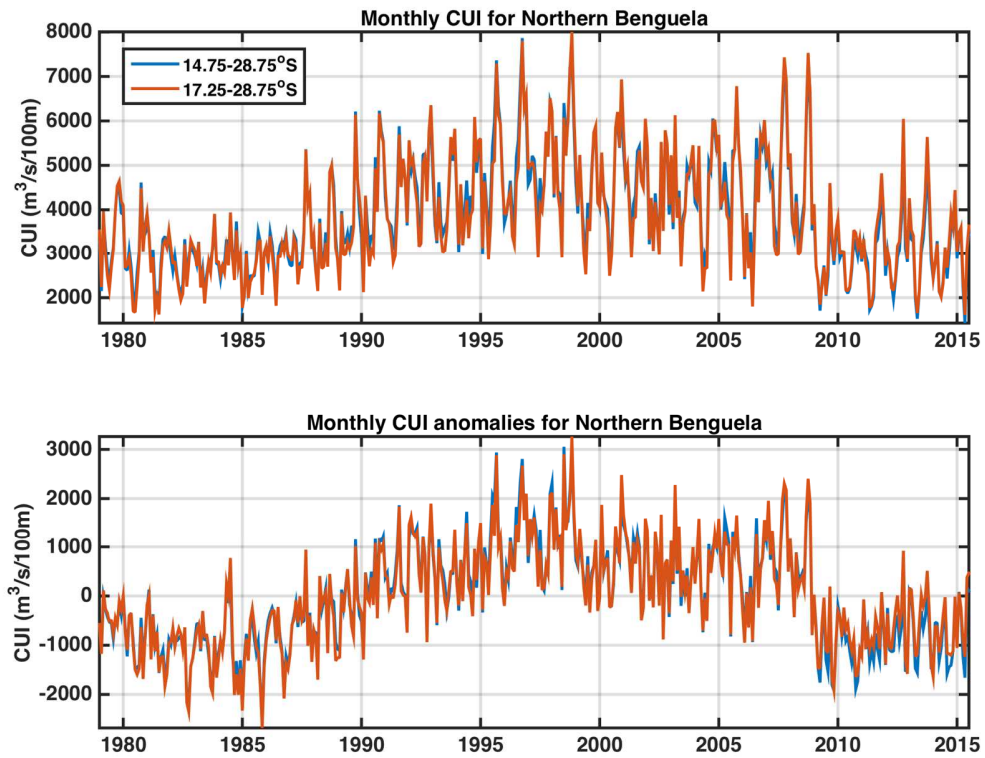 Monthly CUI for Northern Benguela
8000
7000
6000
5000
4000
3000
2000
CUI (m³/s/100m)
14.75-28.75°S
17.25-28.75°S
1980 1985 1990 1995 2000 2005 2010 2015
Monthly CUI anomalies for Northern Benguela
3000
2000
1000
0
-1000
-2000
CUI (m³/s/100m)
1980 1985 1990 1995 2000 2005 2010 2015